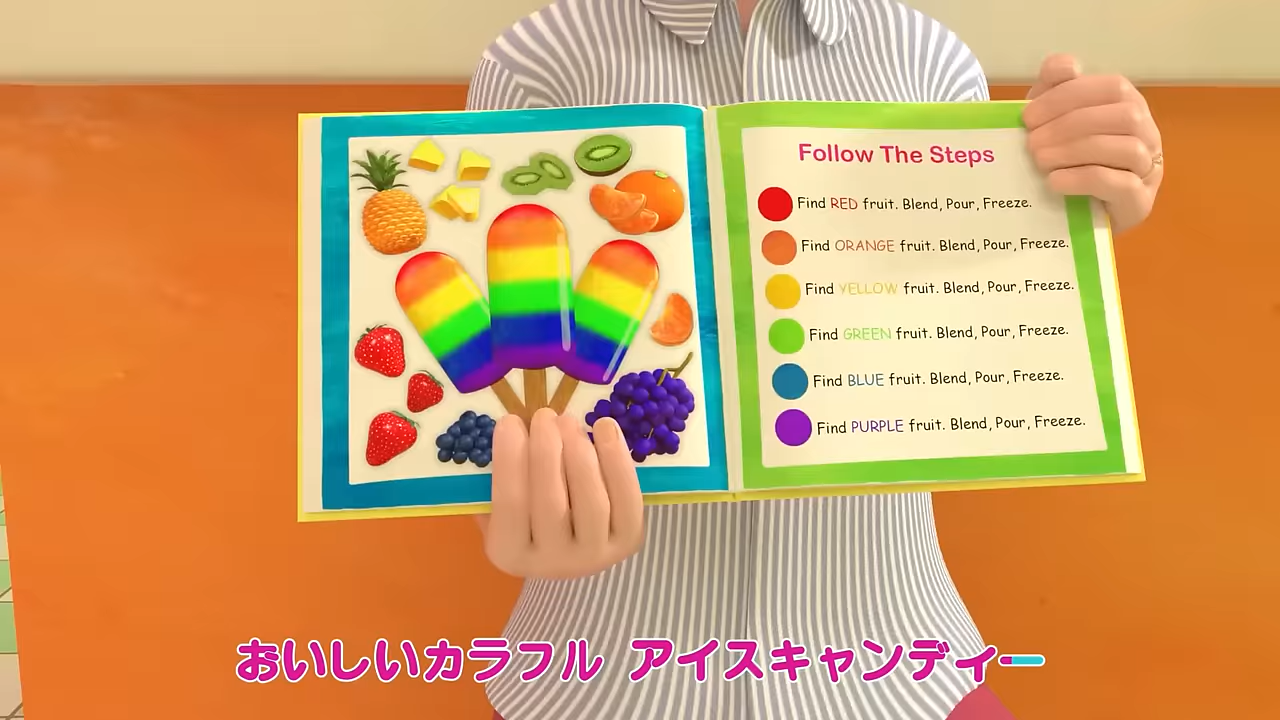 Follow The Steps
Find RED fruit. Blend, Pour, Freeze.
Find ORANGE fruit. Blend, Pour, Freeze.
Find YELLOW fruit. Blend, Pour, Freeze.
Find GREEN fruit. Blend, Pour, Freeze.
Find BLUE fruit. Blend, Pour, Freeze.
Find PURPLE fruit. Blend, Pour, Freeze.
おいしいカラフル アイスキャンディー